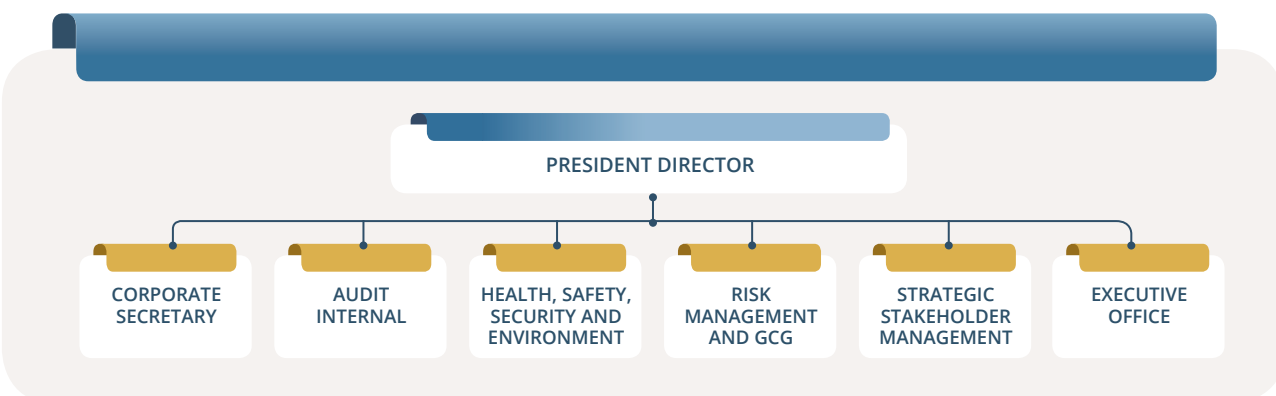 PRESIDENT DIRECTOR
CORPORATE
SECRETARY
AUDIT
INTERNAL
HEALTH, SAFETY,
SECURITY AND
ENVIRONMENT
RISK
MANAGEMENT
AND GCG
STRATEGIC
STAKEHOLDER
MANAGEMENT
EXECUTIVE
OFFICE